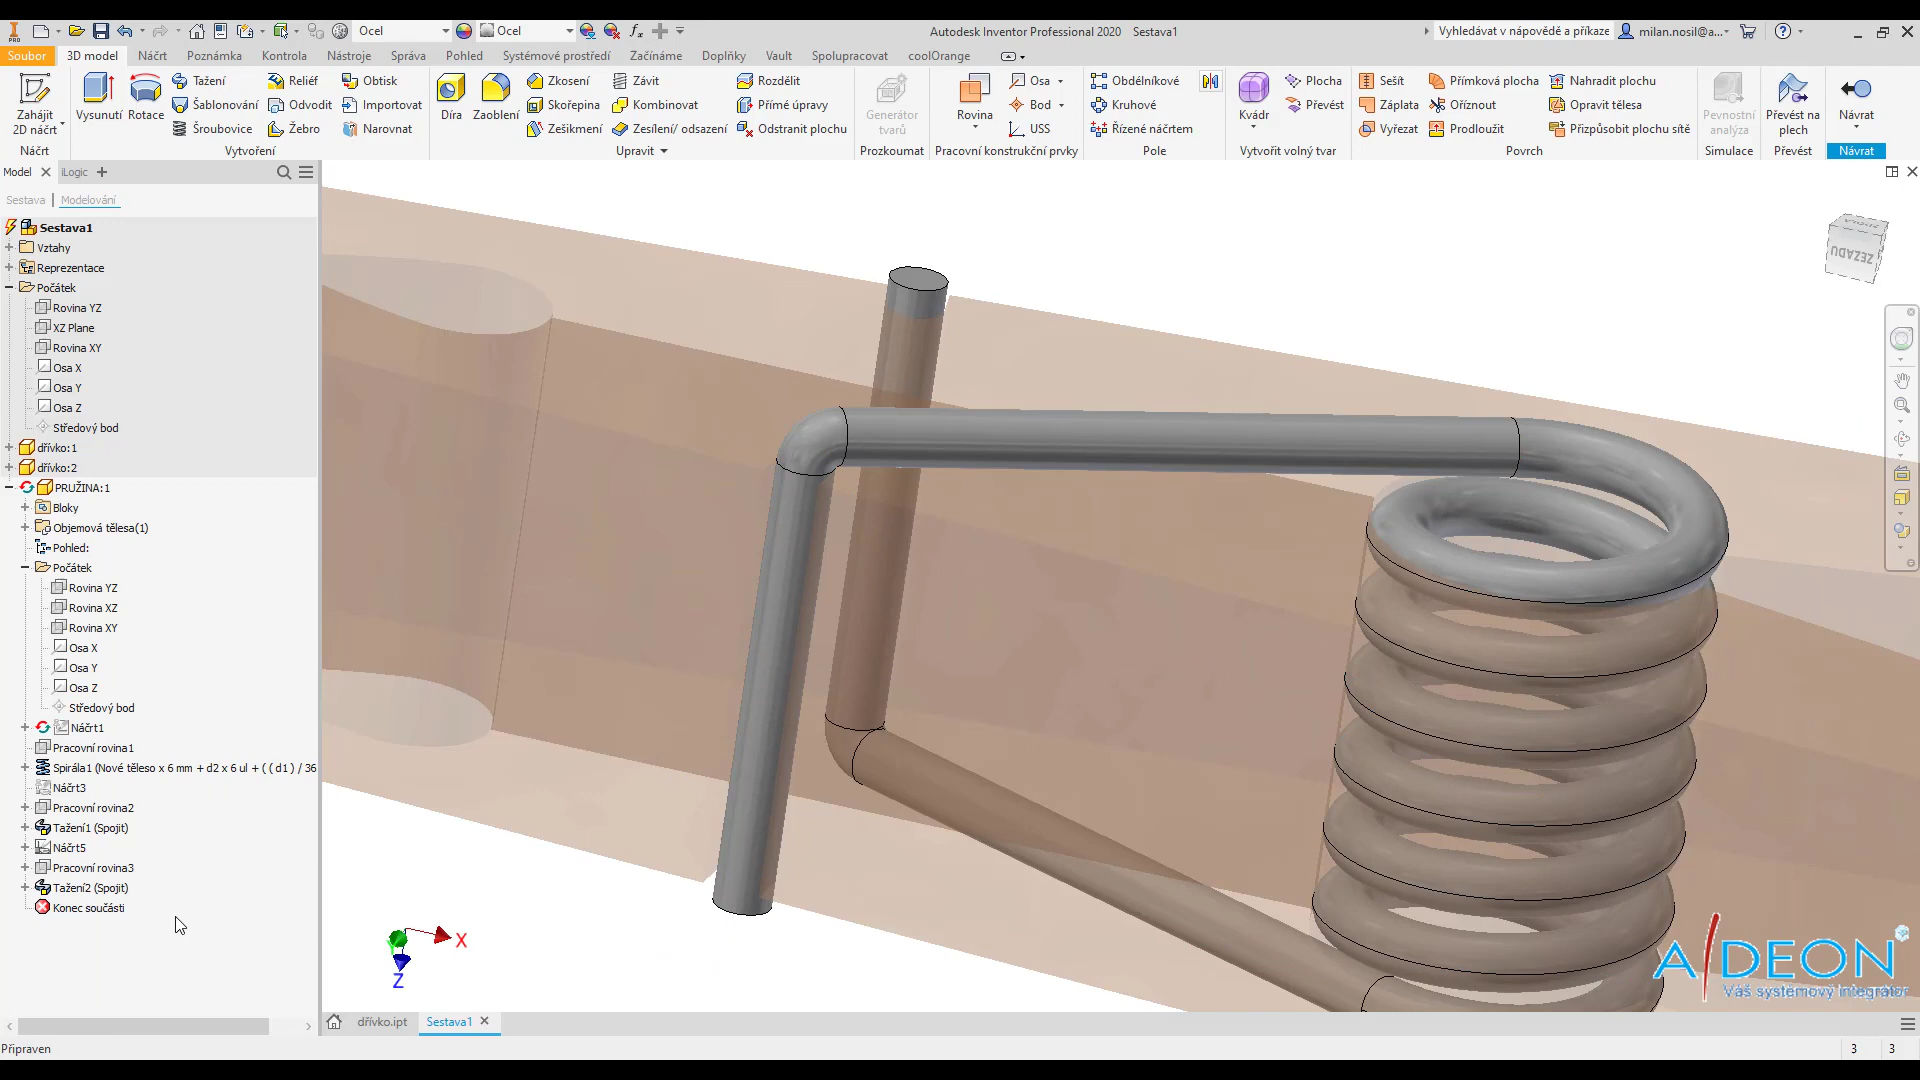 Ocel
Ocel
Autodesk Inventor Professional 2020 Sestava1
Vyhledávat v nápovědě a příkaze
milan.nosil@a...
Soubor 3D model Náčrt Poznámka Kontrola Nástroje Správa Pohled Systémové prostředí Začínáme Doplňky Vault Spolupracovat coolOrange
Zahájit
2D náčrt
Vysunutí Rotace
Tažení Reliéf Obtisk
Šablonování Odvodit Importovat
Šroubovice Žebro Narovnat
Díra Zaoblení
Zkosení Závit Rozdělit
Skořepina Kombinovat Přímé úpravy
Zešikmení Zesílení/ odsazení Odstranit plochu
Generátor
tvarů
Rovina
Osa
Bod
USS
Obdélníkové
Kruhové
Řízené náčrtem
Kvádr
Plocha
Převést
Sešít Přímková plocha Nahradit plochu
Záplata Oříznout Opravit tělesa
Vyřezat Prodloužit Přizpůsobit plochu sítě
Pevnostní
analýza
Převést na
plech
Návrat
Náčrt Vytvoření Upravit Prozkoumat Pracovní konstrukční prvky Pole Vytvořit volný tvar Povrch Simulace Převést Návrat
Model iLogic
Sestava Modelování
Sestava1
Vztahy
Reprezentace
Počátek
Rovina YZ
XZ Plane
Rovina XY
Osa X
Osa Y
Osa Z
Středový bod
dřívko:1
dřívko:2
PRUŽINA:1
Bloky
Objemová tělesa(1)
Pohled:
Počátek
Rovina YZ
Rovina XZ
Rovina XY
Osa X
Osa Y
Osa Z
Středový bod
Náčrt1
Pracovní rovina1
Spirála1 (Nové těleso x 6 mm + d2 x 6 ul + ( ( d1 ) / 36
Náčrt3
Pracovní rovina2
Tažení1 (Spojit)
Náčrt5
Pracovní rovina3
Tažení2 (Spojit)
Konec součásti
ZEZADU
X
Z
AIDEON
Váš systémový integrátor
dřívko.ipt Sestava1
Připraven
3 3